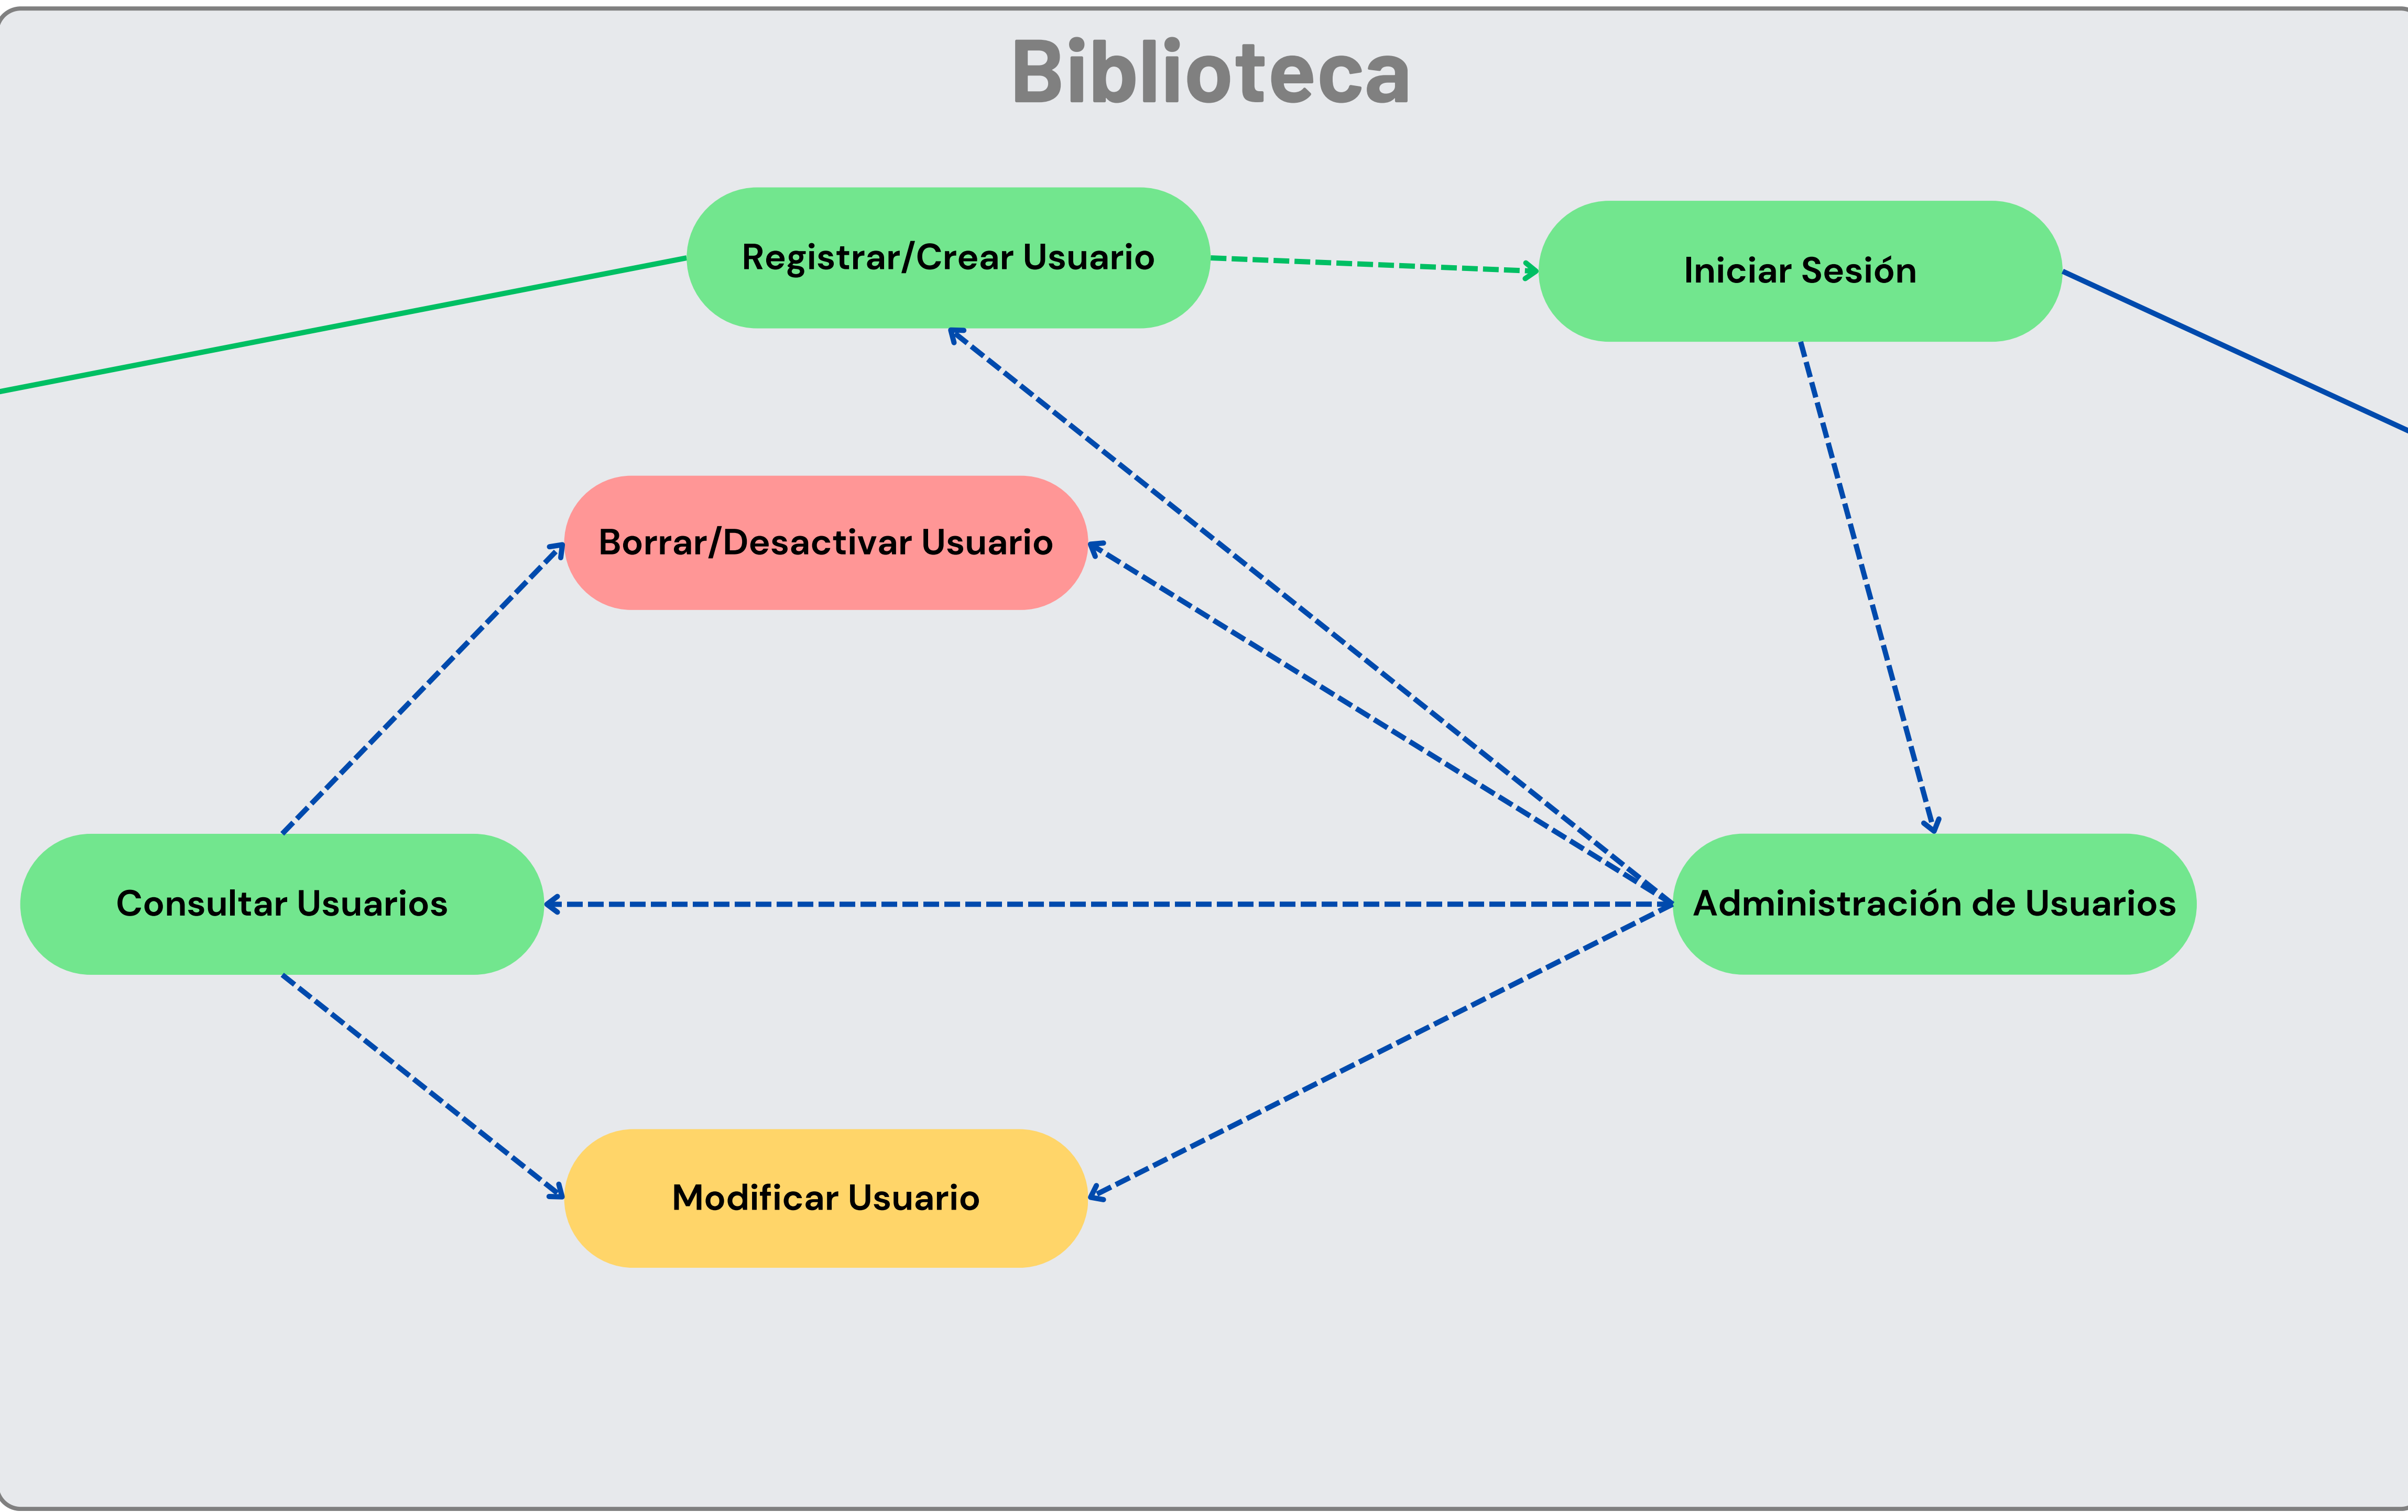 Biblioteca
Registrar/Crear Usuario
Iniciar Sesión
Borrar/Desactivar Usuario
Consultar Usuarios
Administración de Usuarios
Modificar Usuario